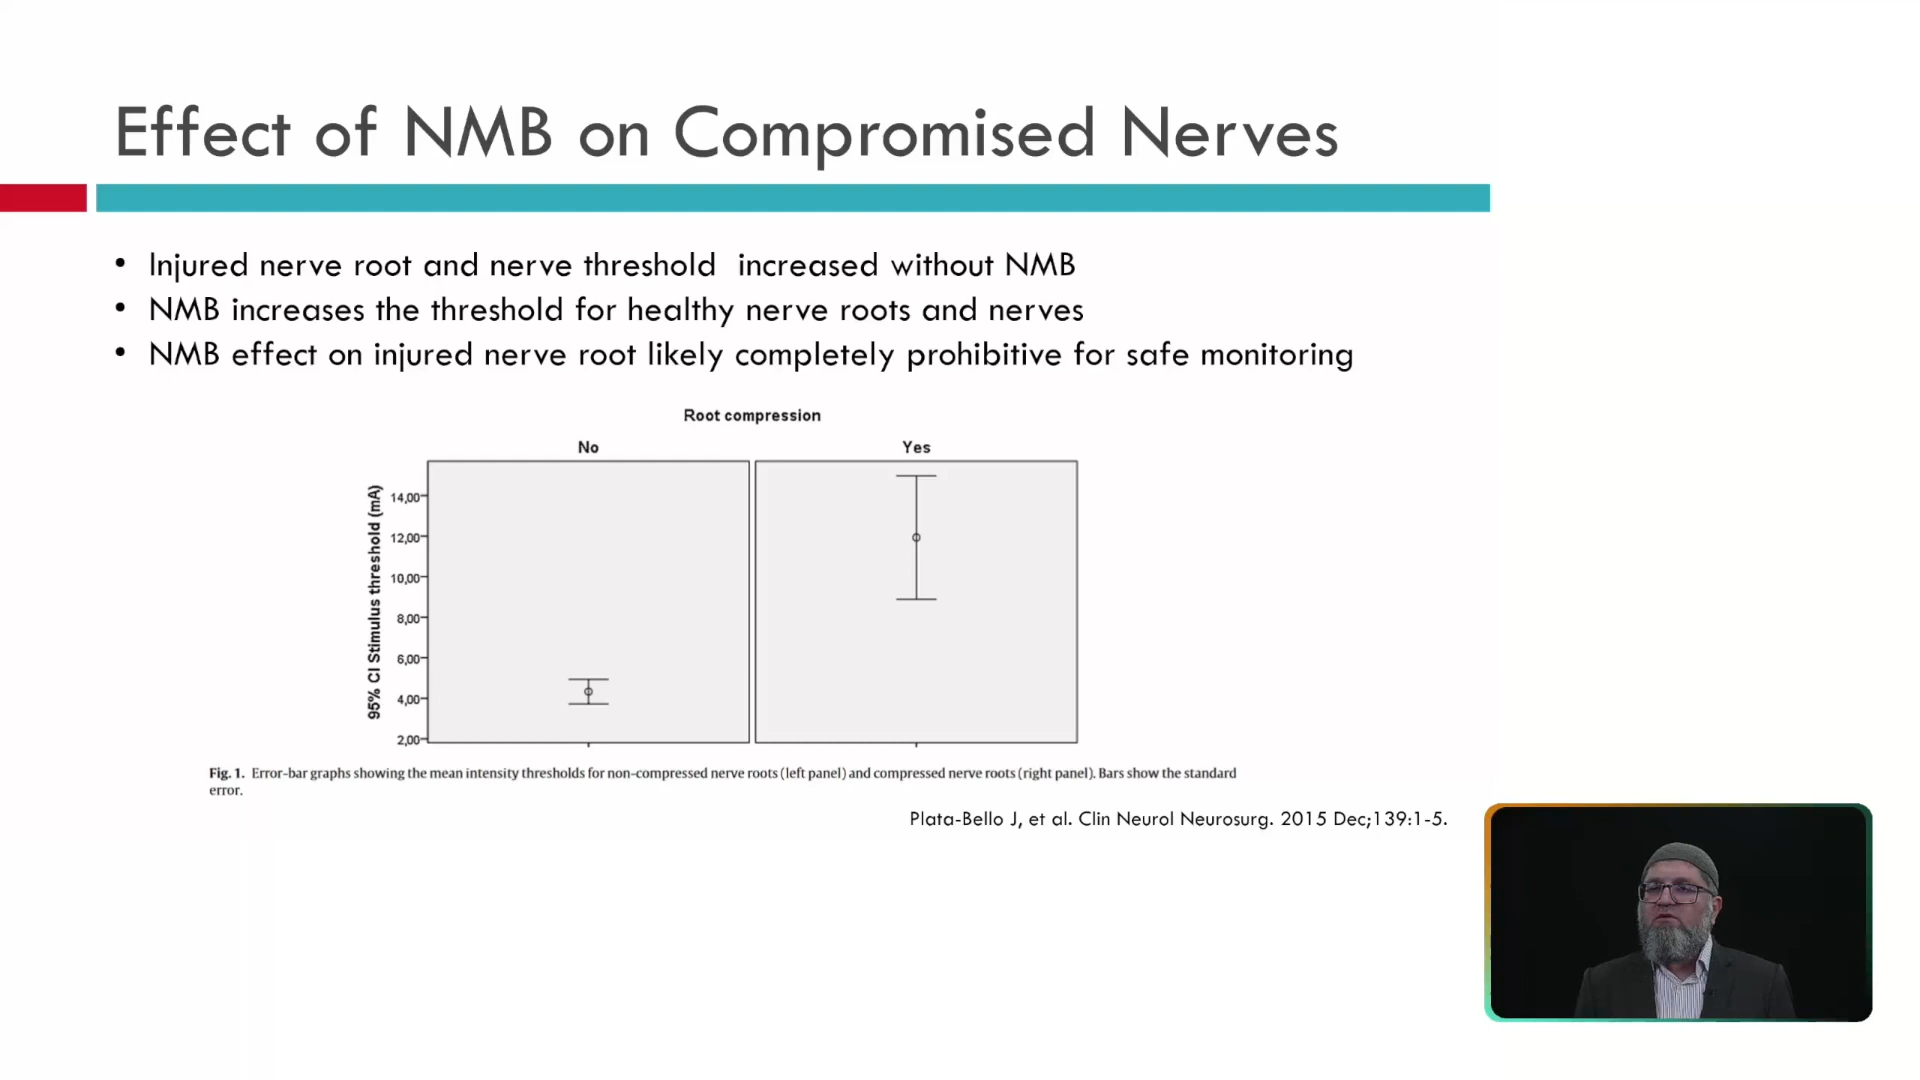 Effect of NMB on Compromised Nerves
• Injured nerve root and nerve threshold  increased without NMB
• NMB increases the threshold for healthy nerve roots and nerves
• NMB effect on injured nerve root likely completely prohibitive for safe monitoring
Root compression
No
Yes
95% CI Stimulus threshold (mA)
14,00
12,00
10,00
8,00
6,00
4,00
2,00
Fig. 1. Error-bar graphs showing the mean intensity thresholds for non-compressed nerve roots (left panel) and compressed nerve roots (right panel). Bars show the standard
error.
Plata-Bello J, et al. Clin Neurol Neurosurg. 2015 Dec;139:1-5.